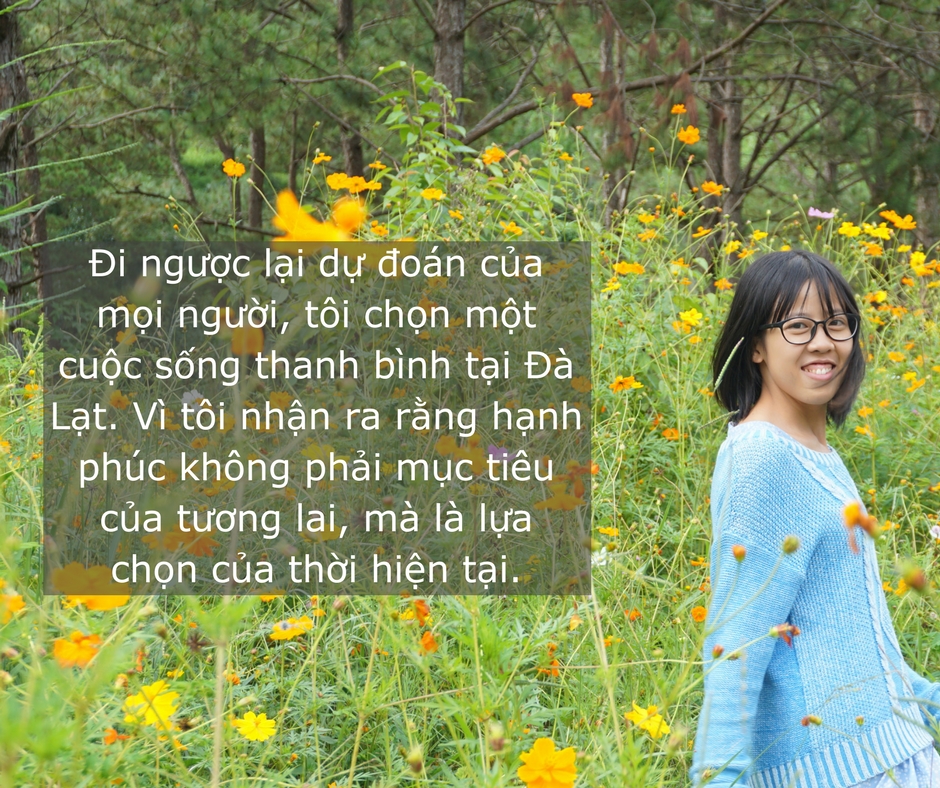 Đi ngược lại dự đoán của
mọi người, tôi chọn một
cuộc sống thanh bình tại Đà
Lạt. Vì tôi nhận ra rằng hạnh
phúc không phải mục tiêu
của tương lai, mà là lựa
chọn của thời hiện tại.